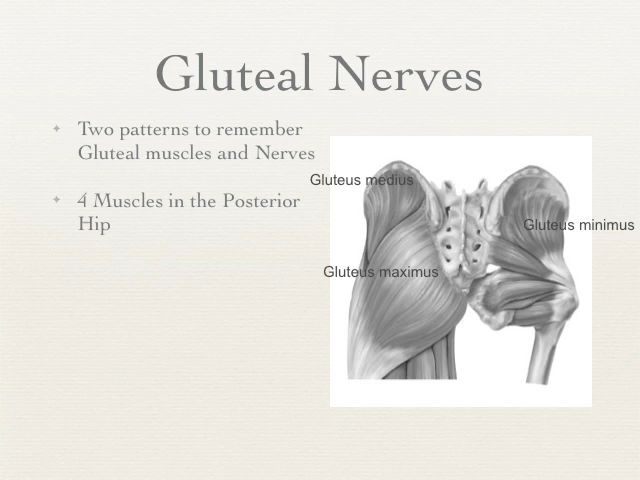 Gluteal Nerves
Two patterns to remember
Gluteal muscles and Nerves
4 Muscles in the Posterior
Hip
Gluteus medius
Gluteus minimus
Gluteus maximus